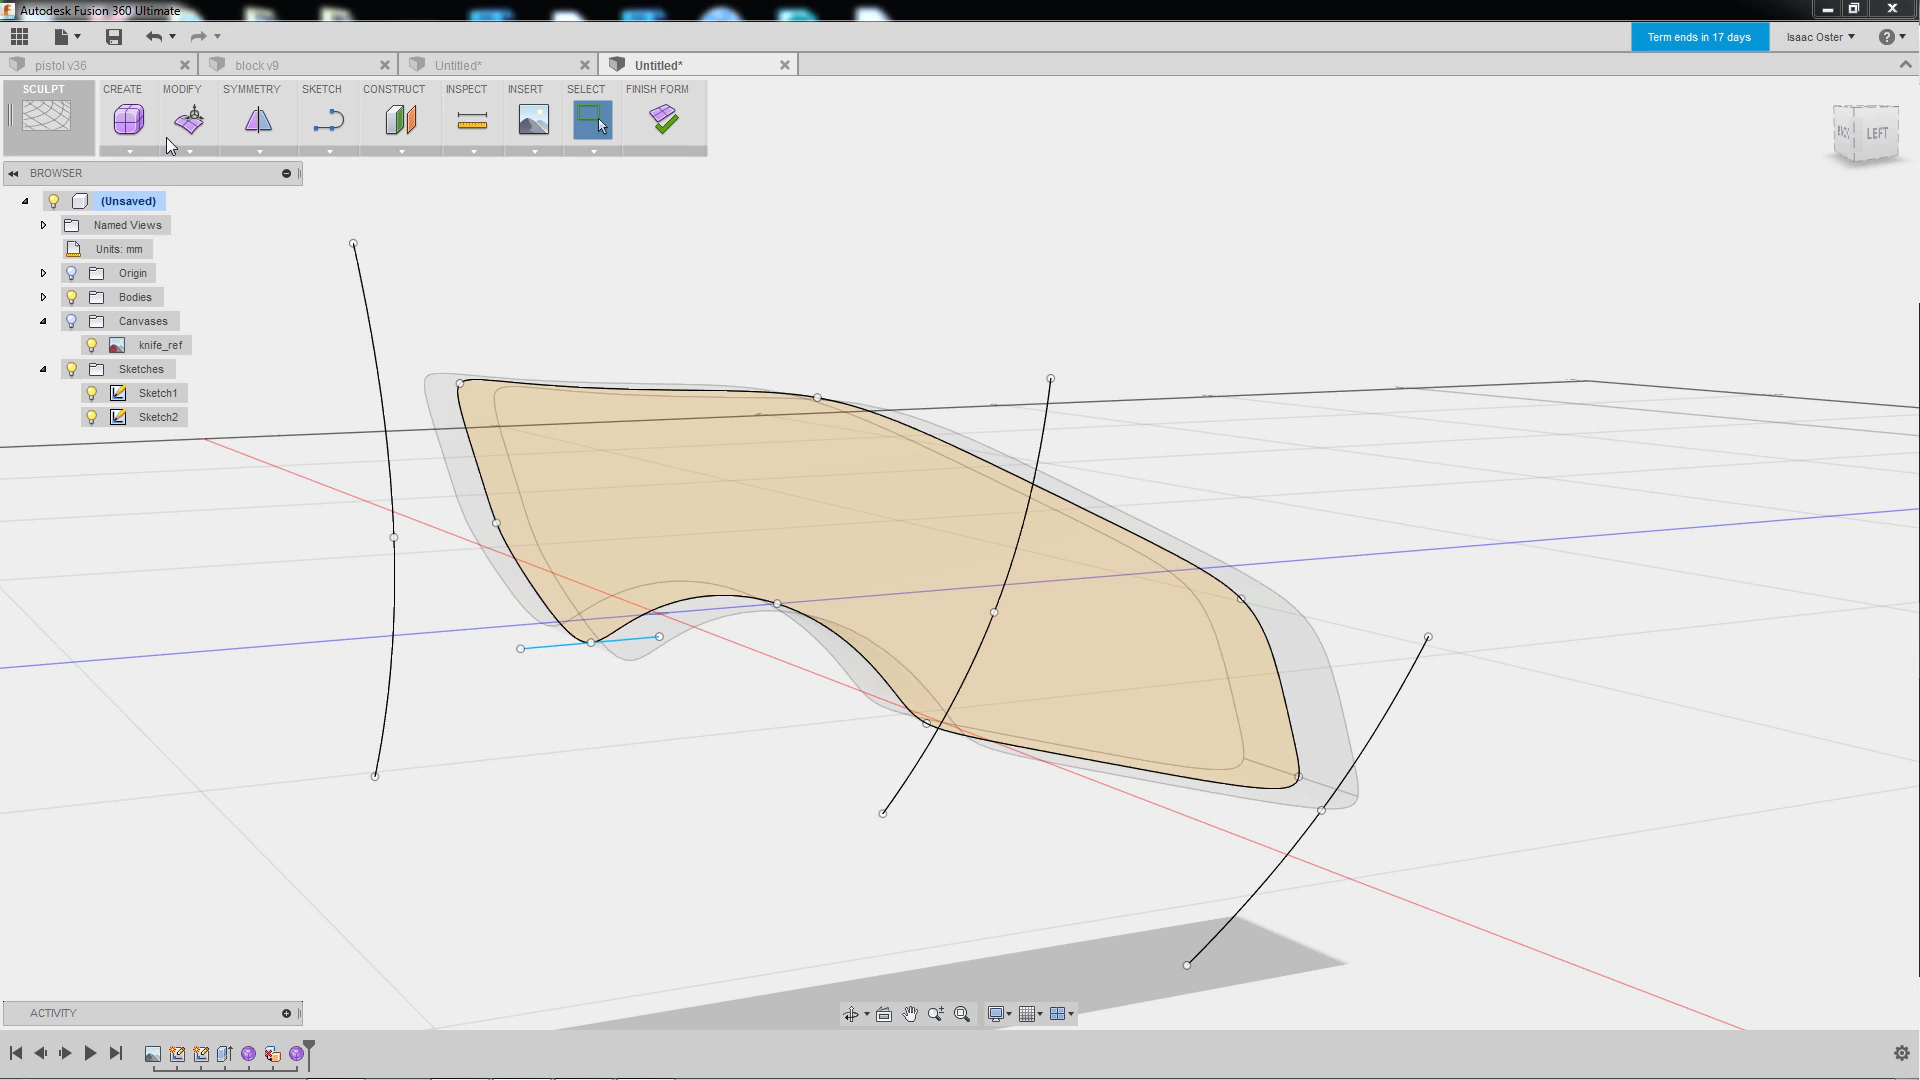 Autodesk Fusion 360 Ultimate
Term ends in 17 days
Isaac Oster
?
pistol v36
block v9
Untitled*
Untitled*
SCULPT
CREATE
MODIFY
SYMMETRY
SKETCH
CONSTRUCT
INSPECT
INSERT
SELECT
FINISH FORM
BACK
LEFT
BROWSER
(Unsaved)
Named Views
Units: mm
Origin
Bodies
Canvases
knife_ref
Sketches
Sketch1
Sketch2
ACTIVITY